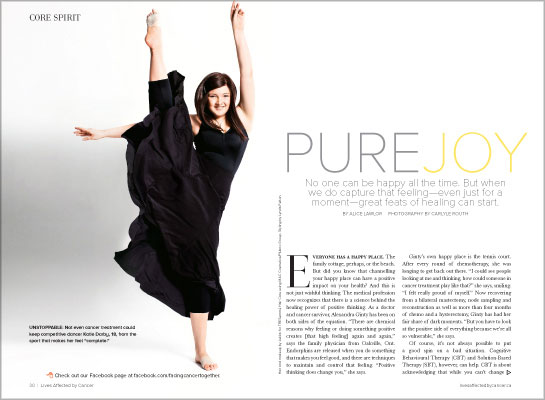 CORE SPIRIT
PUREJOY
No one can be happy all the time. But when
we do capture that feeling—even just for a
moment—great feats of healing can start.
BY ALICE LAWLOR PHOTOGRAPHY BY CARLYLE ROUTH
UNSTOPPABLE: Not even cancer treatment could
keep competitive dancer Katie Darby, 18, from the
sport that makes her feel "complete."
Check out our Facebook page at facebook.com/facingcancertogether.
EVERYONE HAS A HAPPY PLACE. The
family cottage, perhaps, or the beach.
But did you know that channelling
your happy place can have a positive
impact on your health? And this is
not just wishful thinking. The medical profession
now recognizes that there is a science behind the
healing power of positive thinking. As a doctor
and cancer survivor, Alexandra Ginty has been on
both sides of the equation. "There are chemical
reasons why feeling or doing something positive
creates [that high feeling] again and again,"
says the family physician from Oakville, Ont.
Endorphins are released when you do something
that makes you feel good, and there are techniques
to maintain and control that feeling. "Positive
thinking does change you," she says.
Ginty's own happy place is the tennis court.
After every round of chemotherapy, she was
longing to get back out there. "I could see people
looking at me and thinking, how could someone in
cancer treatment play like that?" she says, smiling.
"I felt really proud of myself." Now recovering
from a bilateral mastectomy, node sampling and
reconstruction as well as more than four months
of chemo and a hysterectomy, Ginty has had her
fair share of dark moments. "But you have to look
at the positive side of everything because we're all
so vulnerable," she says.
Of course, it's not always possible to put
a good spin on a bad situation. Cognitive
Behavioural Therapy (CBT) and Solution-Based
Therapy (SBT), however, can help. CBT is about
acknowledging that while you can't change
30 | Lives Affected by Cancer
livesaffectedbycancer.ca